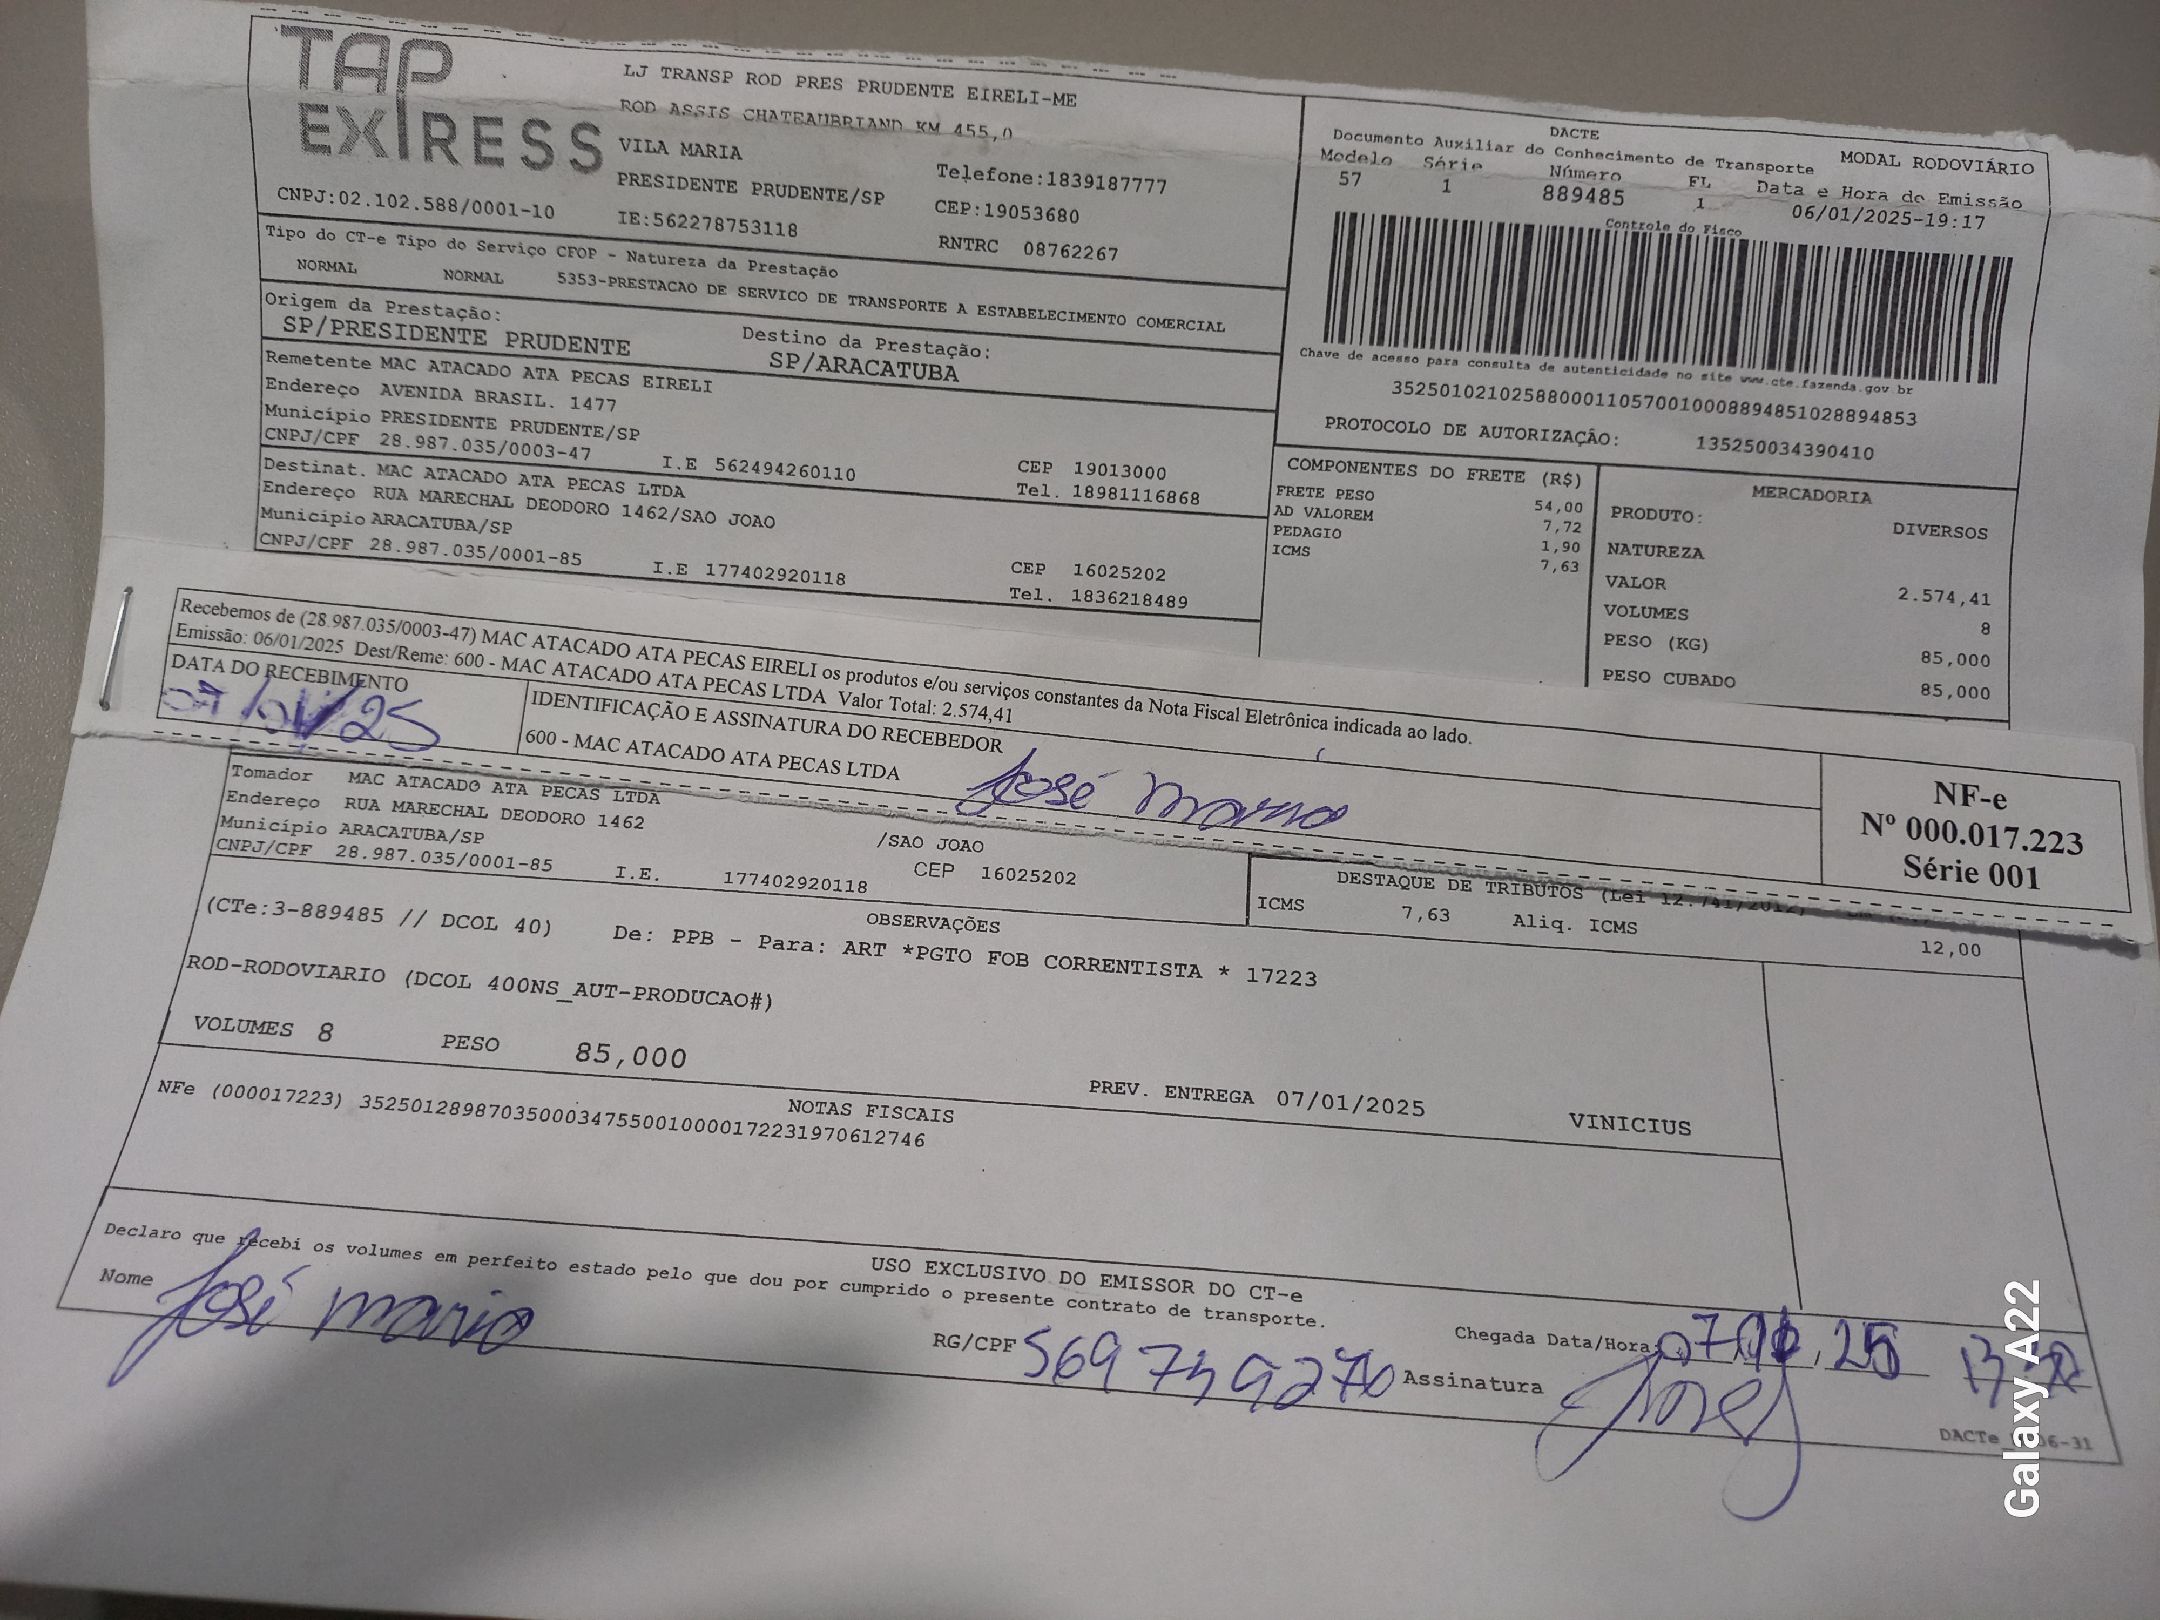 TAP
EXPRESS
LJ TRANSP ROD PRES PRUDENTE EIRELI-ME
ROD ASSIS CHATEAUBRIAND KM 455,0
VILA MARIA
Telefone:1839187777
PRESIDENTE PRUDENTE/SP
CEP:19053680
CNPJ:02.102.588/0001-10
IE:562278753118
RNTRC 08762267
DACTE
Documento Auxiliar do Conhecimento de Transporte
MODAL RODOVIÁRIO
Modelo Série Número FL Data e Hora de Emissão
57 1 889485 1 06/01/2025-19:17
Controle do Fisco
Chave de acesso para consulta de autenticidade no site www.cte.fazenda.gov.br
35250102102588000110570010008894851028894853
PROTOCOLO DE AUTORIZAÇÃO: 135250034390410
Tipo do CT-e Tipo do Serviço CFOP - Natureza da Prestação
NORMAL NORMAL 5353-PRESTACAO DE SERVICO DE TRANSPORTE A ESTABELECIMENTO COMERCIAL
Origem da Prestação:
SP/PRESIDENTE PRUDENTE
Destino da Prestação:
SP/ARACATUBA
Remetente MAC ATACADO ATA PECAS EIRELI
Endereço AVENIDA BRASIL. 1477
Município PRESIDENTE PRUDENTE/SP
CNPJ/CPF 28.987.035/0003-47 I.E 562494260110
CEP 19013000
Tel. 18981116868
Destinat. MAC ATACADO ATA PECAS LTDA
Endereço RUA MARECHAL DEODORO 1462/SAO JOAO
Município ARACATUBA/SP
CNPJ/CPF 28.987.035/0001-85 I.E 177402920118
CEP 16025202
Tel. 1836218489
COMPONENTES DO FRETE (R$)
FRETE PESO 54,00
AD VALOREM 7,72
PEDAGIO 1,90
ICMS 7,63
MERCADORIA
PRODUTO: DIVERSOS
NATUREZA
VALOR 2.574,41
VOLUMES 8
PESO (KG) 85,000
PESO CUBADO 85,000
Recebemos de (28.987.035/0003-47) MAC ATACADO ATA PECAS EIRELI os produtos e/ou serviços constantes da Nota Fiscal Eletrônica indicada ao lado.
Emissão: 06/01/2025 Dest/Reme: 600 - MAC ATACADO ATA PECAS LTDA Valor Total: 2.574,41
DATA DO RECEBIMENTO
07/01/25
IDENTIFICAÇÃO E ASSINATURA DO RECEBEDOR
600 - MAC ATACADO ATA PECAS LTDA
José Mario
NF-e
Nº 000.017.223
Série 001
Tomador MAC ATACADO ATA PECAS LTDA
Endereço RUA MARECHAL DEODORO 1462 /SAO JOAO
Município ARACATUBA/SP CEP 16025202
CNPJ/CPF 28.987.035/0001-85 I.E. 177402920118
DESTAQUE DE TRIBUTOS (Lei 12.741/2012)
ICMS 7,63 Aliq. ICMS 12,00
OBSERVAÇÕES
(CTe:3-889485 // DCOL 40) De: PPB - Para: ART *PGTO FOB CORRENTISTA * 17223
ROD-RODOVIARIO (DCOL 400NS_AUT-PRODUCAO#)
VOLUMES 8 PESO 85,000
PREV. ENTREGA 07/01/2025 VINICIUS
NOTAS FISCAIS
NFe (000017223) 35250128987035000347550010000172231970612746
USO EXCLUSIVO DO EMISSOR DO CT-e
Declaro que recebi os volumes em perfeito estado pelo que dou por cumprido o presente contrato de transporte.
Nome José Mario
RG/CPF
Chegada Data/Hora 07,01,25
Assinatura José
Galaxy A22